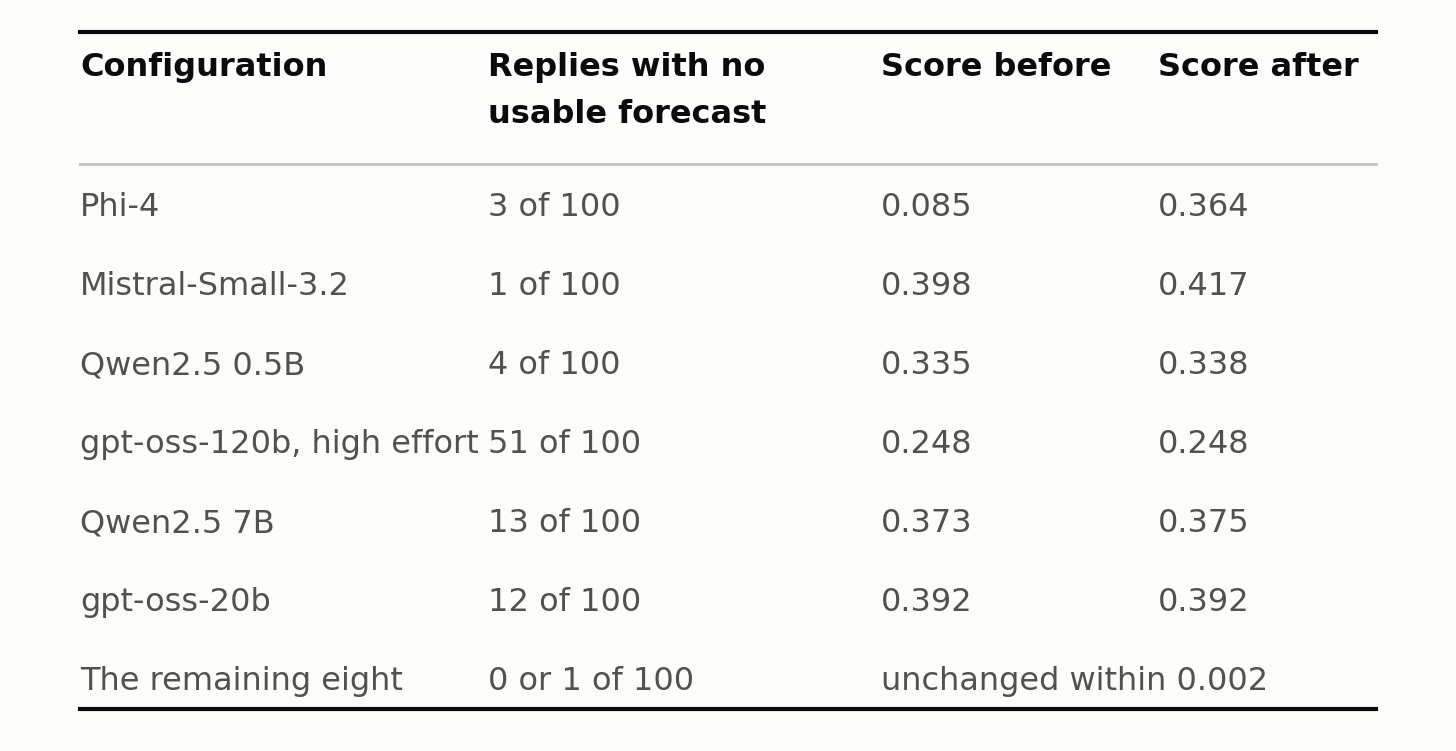 Configuration Replies with no Score before Score after
usable forecast
Phi-4 3 of 100 0.085 0.364
Mistral-Small-3.2 1 of 100 0.398 0.417
Qwen2.5 0.5B 4 of 100 0.335 0.338
gpt-oss-120b, high effort 51 of 100 0.248 0.248
Qwen2.5 7B 13 of 100 0.373 0.375
gpt-oss-20b 12 of 100 0.392 0.392
The remaining eight 0 or 1 of 100 unchanged within 0.002